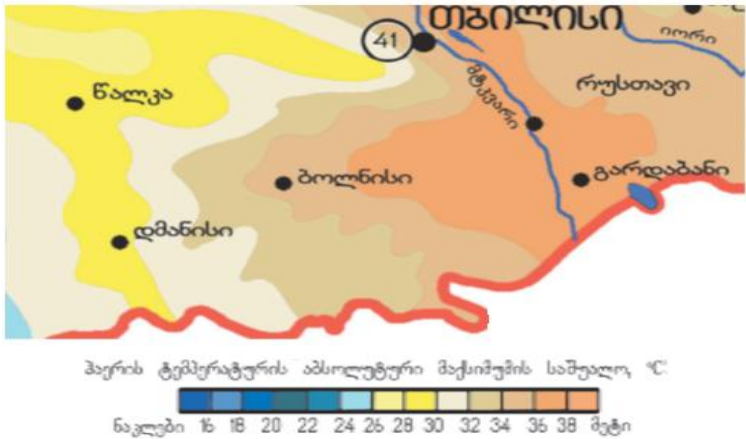 თბილისი
41
იორი
წალკა
მტკვარი
რუსთავი
ბოლნისი
გარდაბანი
დმანისი
ჰაერის ტემპერატურის აბსოლუტური მაქსიმუმის საშუალო, °C
ნაკლები 16 18 20 22 24 26 28 30 32 34 36 38 მეტი